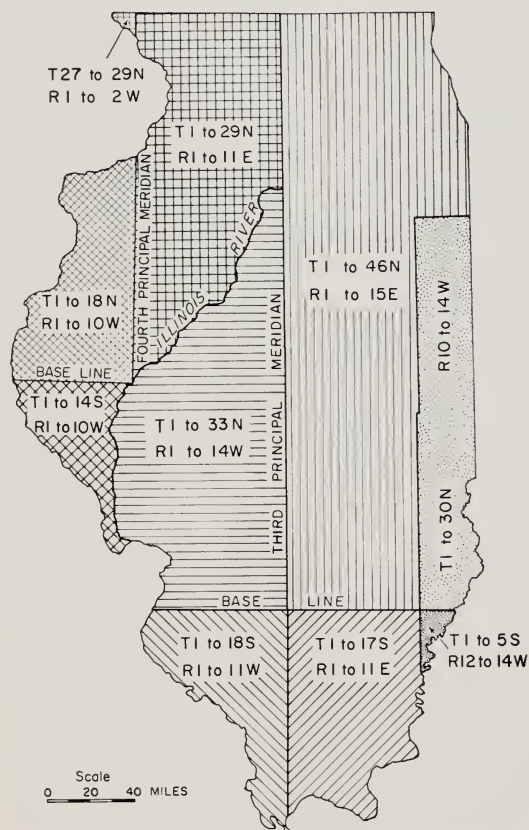 T27 to 29N
R1 to 2W
T1 to 29N
R1 to 11E
FOURTH PRINCIPAL MERIDIAN
ILLINOIS RIVER
T1 to 46N
R1 to 15E
R10 to 14W
T1 to 30N
T1 to 18N
R1 to 10W
BASE LINE
T1 to 14S
R1 to 10W
T1 to 33N
R1 to 14W
THIRD PRINCIPAL MERIDIAN
BASE LINE
T1 to 18S
R1 to 11W
T1 to 17S
R1 to 11E
T1 to 5S
R12 to 14W
Scale
0 20 40 MILES